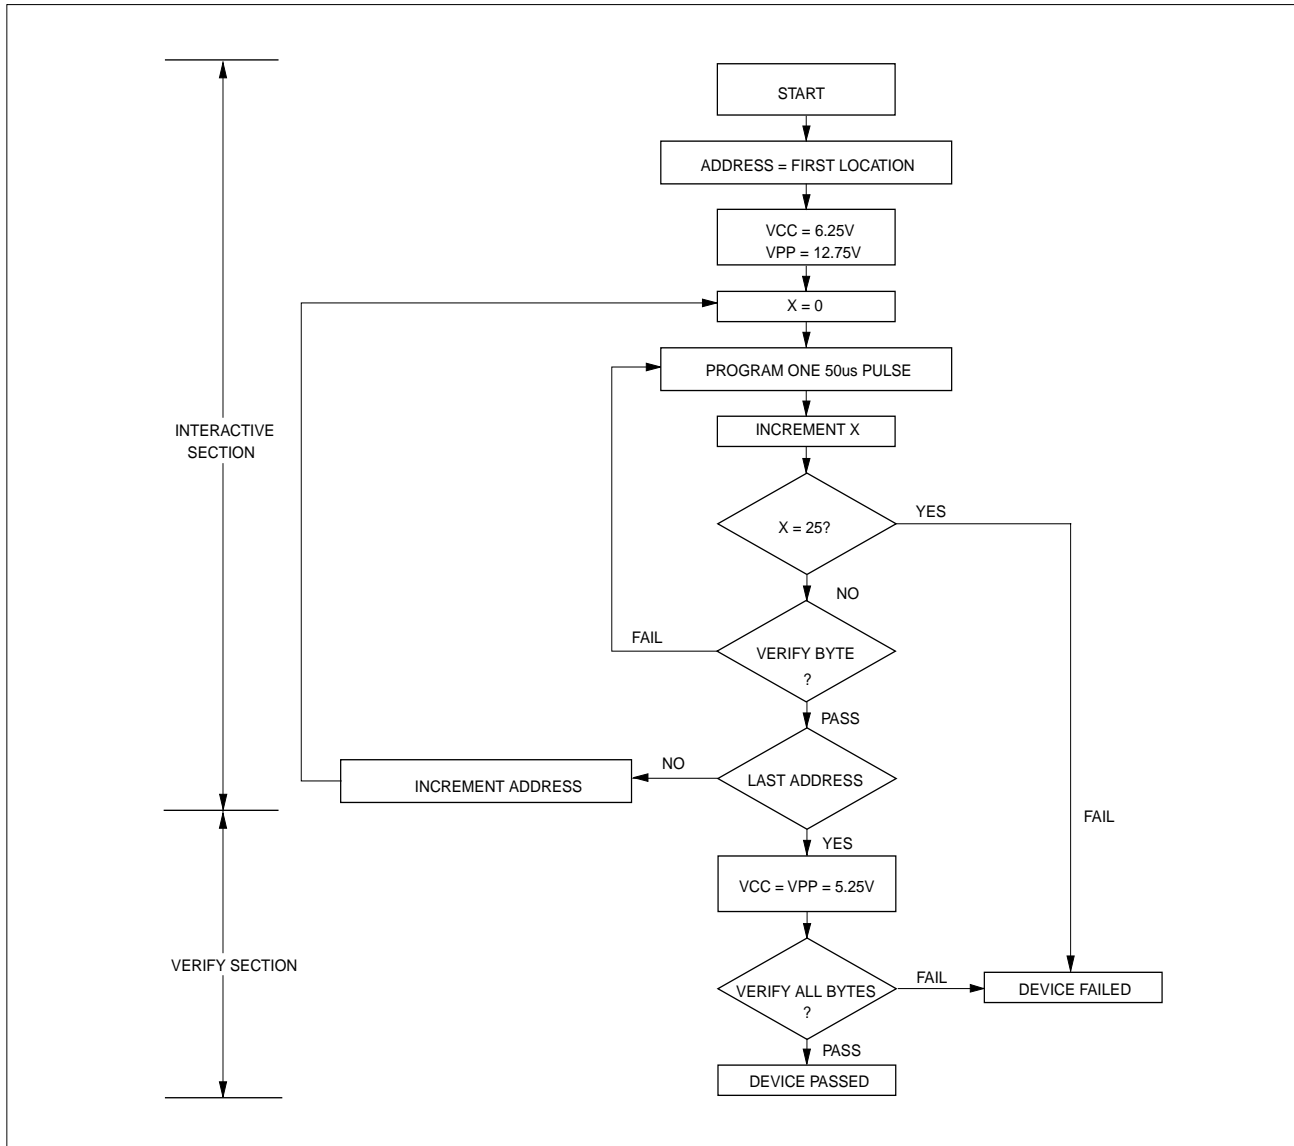 START
ADDRESS = FIRST LOCATION
VCC = 6.25V
VPP = 12.75V
X = 0
PROGRAM ONE 50us PULSE
INCREMENT X
INTERACTIVE
SECTION
X = 25?
YES
NO
FAIL
VERIFY BYTE
?
PASS
NO
LAST ADDRESS
INCREMENT ADDRESS
FAIL
YES
VCC = VPP = 5.25V
VERIFY SECTION
VERIFY ALL BYTES
?
FAIL
DEVICE FAILED
PASS
DEVICE PASSED